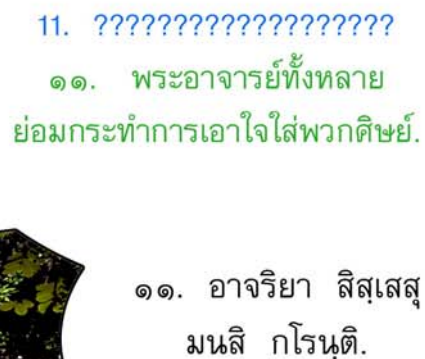 11. ???????????????????
๑๑. พระอาจารย์ทั้งหลาย
ย่อมกระทำการเอาใจใส่พวกศิษย์.
๑๑. อาจริยา สิสฺเสสุ
มนสิ กโรนฺติ.